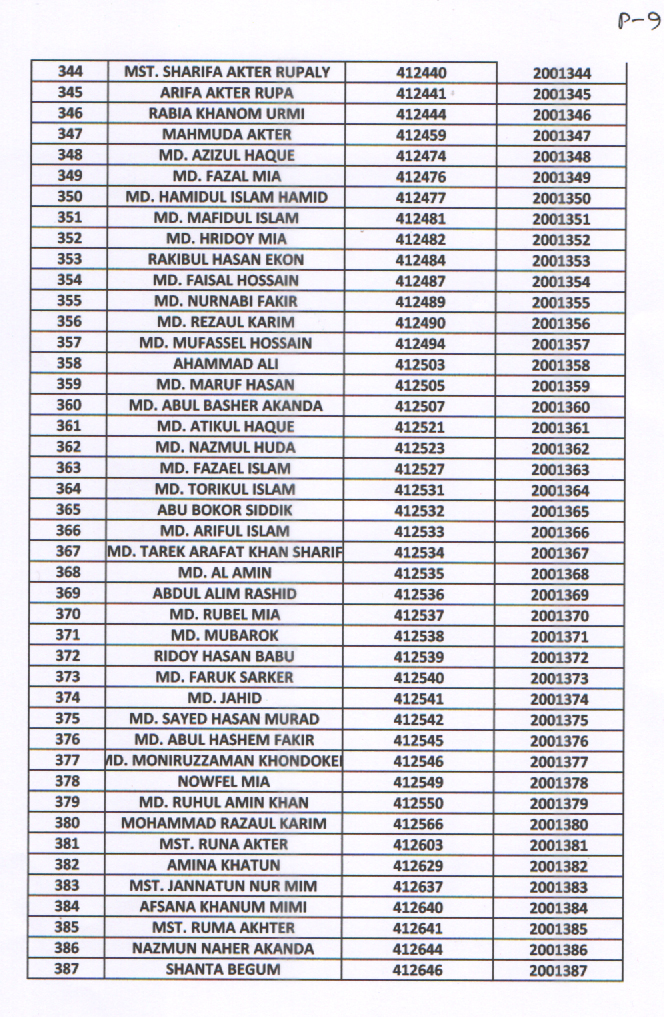 P-9
344 MST. SHARIFA AKTER RUPALY 412440 2001344
345 ARIFA AKTER RUPA 412441 2001345
346 RABIA KHANOM URMI 412444 2001346
347 MAHMUDA AKTER 412459 2001347
348 MD. AZIZUL HAQUE 412474 2001348
349 MD. FAZAL MIA 412476 2001349
350 MD. HAMIDUL ISLAM HAMID 412477 2001350
351 MD. MAFIDUL ISLAM 412481 2001351
352 MD. HRIDOY MIA 412482 2001352
353 RAKIBUL HASAN EKON 412484 2001353
354 MD. FAISAL HOSSAIN 412487 2001354
355 MD. NURNABI FAKIR 412489 2001355
356 MD. REZAUL KARIM 412490 2001356
357 MD. MUFASSEL HOSSAIN 412494 2001357
358 AHAMMAD ALI 412503 2001358
359 MD. MARUF HASAN 412505 2001359
360 MD. ABUL BASHER AKANDA 412507 2001360
361 MD. ATIKUL HAQUE 412521 2001361
362 MD. NAZMUL HUDA 412523 2001362
363 MD. FAZAEL ISLAM 412527 2001363
364 MD. TORIKUL ISLAM 412531 2001364
365 ABU BOKOR SIDDIK 412532 2001365
366 MD. ARIFUL ISLAM 412533 2001366
367 MD. TAREK ARAFAT KHAN SHARIF 412534 2001367
368 MD. AL AMIN 412535 2001368
369 ABDUL ALIM RASHID 412536 2001369
370 MD. RUBEL MIA 412537 2001370
371 MD. MUBAROK 412538 2001371
372 RIDOY HASAN BABU 412539 2001372
373 MD. FARUK SARKER 412540 2001373
374 MD. JAHID 412541 2001374
375 MD. SAYED HASAN MURAD 412542 2001375
376 MD. ABUL HASHEM FAKIR 412545 2001376
377 MD. MONIRUZZAMAN KHONDOKE 412546 2001377
378 NOWFEL MIA 412549 2001378
379 MD. RUHUL AMIN KHAN 412550 2001379
380 MOHAMMAD RAZAUL KARIM 412566 2001380
381 MST. RUNA AKTER 412603 2001381
382 AMINA KHATUN 412629 2001382
383 MST. JANNATUN NUR MIM 412637 2001383
384 AFSANA KHANUM MIMI 412640 2001384
385 MST. RUMA AKHTER 412641 2001385
386 NAZMUN NAHER AKANDA 412644 2001386
387 SHANTA BEGUM 412646 2001387